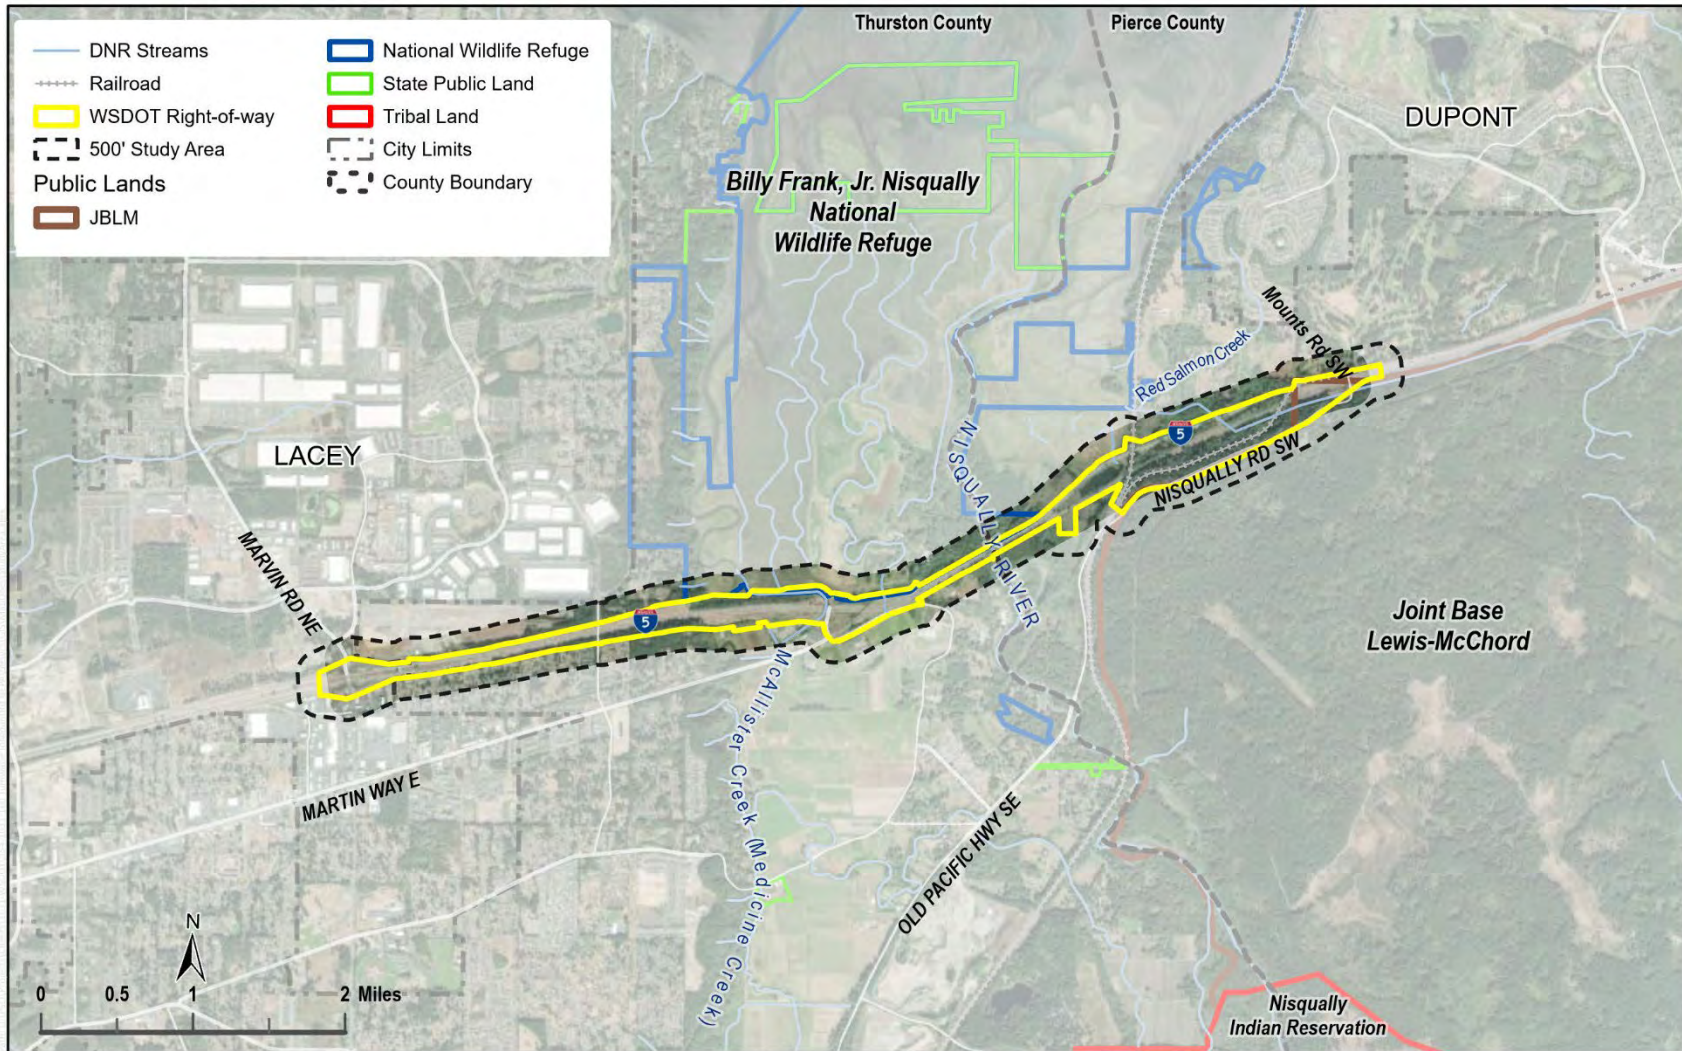 DNR Streams
Railroad
WSDOT Right-of-way
500' Study Area
Public Lands
JBLM
National Wildlife Refuge
State Public Land
Tribal Land
City Limits
County Boundary
Thurston County
Pierce County
DUPONT
Billy Frank, Jr. Nisqually
National
Wildlife Refuge
Mounts Rd SW
Red Salmon Creek
LACEY
5
NISQUALLY RD SW
NISQUALLY RIVER
MARVIN RD NE
5
Joint Base
Lewis-McChord
McAllister Creek (Medicine Creek)
MARTIN WAY E
OLD PACIFIC HWY SE
N
0 0.5 1 2 Miles
Nisqually
Indian Reservation